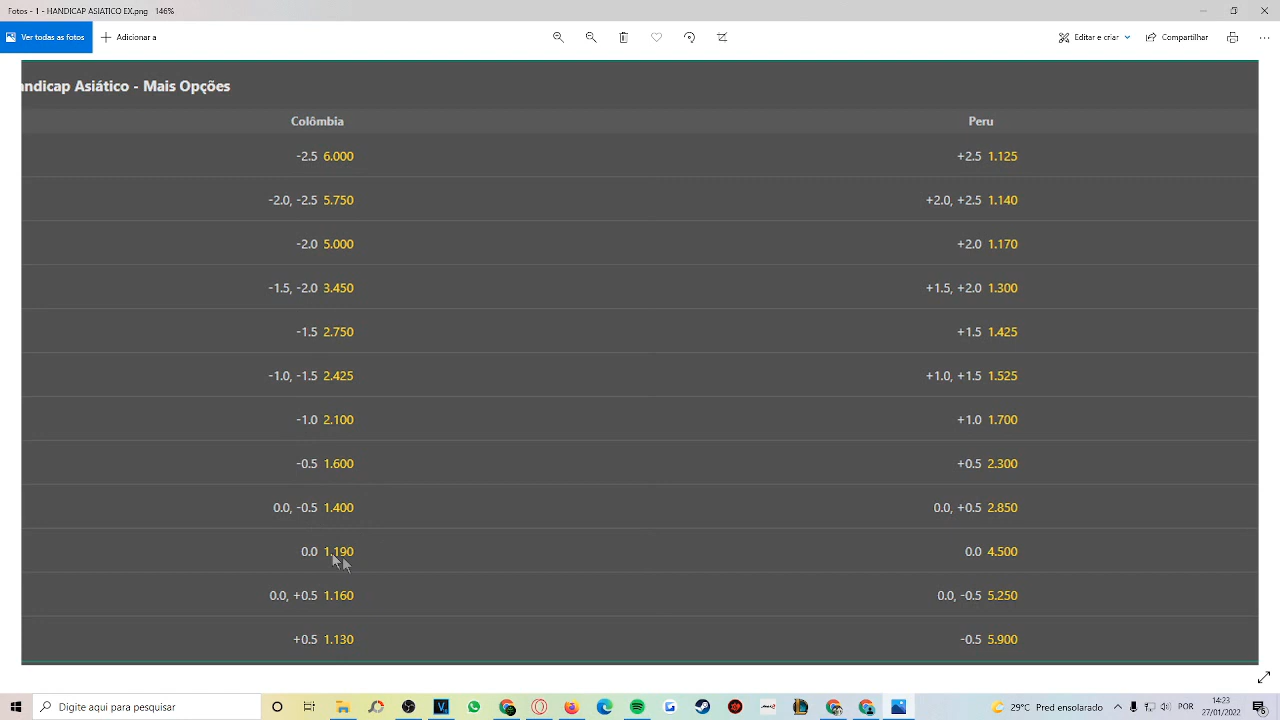 Fotos - 1 - HANDICAP ASIATICO EX.png 146%
Ver todas as fotos
Adicionar a
Editar e criar
Compartilhar
andicap Asiático - Mais Opções
Colômbia Peru
-2.5 6.000 +2.5 1.125
-2.0, -2.5 5.750 +2.0, +2.5 1.140
-2.0 5.000 +2.0 1.170
-1.5, -2.0 3.450 +1.5, +2.0 1.300
-1.5 2.750 +1.5 1.425
-1.0, -1.5 2.425 +1.0, +1.5 1.525
-1.0 2.100 +1.0 1.700
-0.5 1.600 +0.5 2.300
0.0, -0.5 1.400 0.0, +0.5 2.850
0.0 1.190 0.0 4.500
0.0, +0.5 1.160 0.0, -0.5 5.250
+0.5 1.130 -0.5 5.900
Digite aqui para pesquisar
29°C Pred ensolarado
POR
14:23
27/01/2022